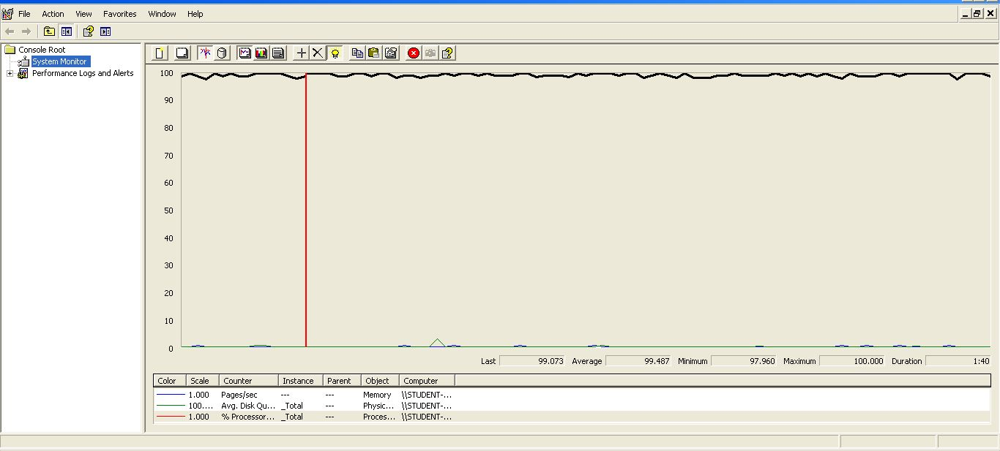 File Action View Favorites Window Help
Console Root
System Monitor
Performance Logs and Alerts
100
90
80
70
60
50
40
30
20
10
0
Last 99.073 Average 99.487 Minimum 97.960 Maximum 100.000 Duration 1:40
Color Scale Counter Instance Parent Object Computer
1.000 Pages/sec --- --- Memory \\STUDENT-...
100.... Avg. Disk Qu... _Total --- Physic... \\STUDENT-...
1.000 % Processor... _Total --- Proces... \\STUDENT-...